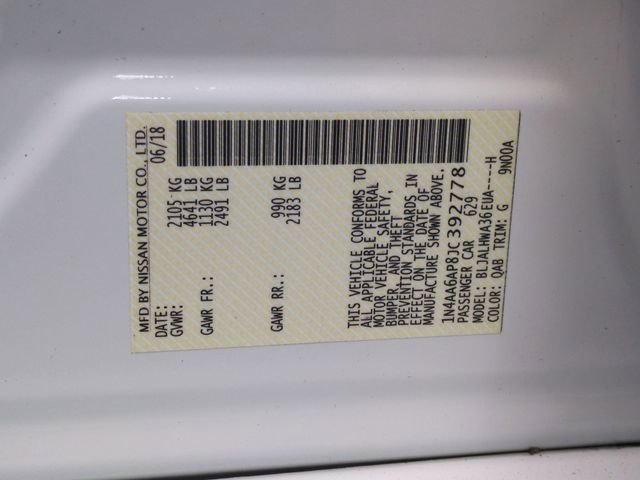 MFD BY NISSAN MOTOR CO., LTD.
DATE: 06/18
GVWR: 2105 KG
4641 LB
GAWR FR.: 1130 KG
2491 LB
GAWR RR.: 990 KG
2183 LB
THIS VEHICLE CONFORMS TO
ALL APPLICABLE FEDERAL
MOTOR VEHICLE SAFETY,
BUMPER, AND THEFT
PREVENTION STANDARDS IN
EFFECT ON THE DATE OF
MANUFACTURE SHOWN ABOVE.
1N4AA6AP8JC392778
PASSENGER CAR 629
MODEL: BLJALHWA36EUA----H
COLOR: QAB TRIM: G 9N00A